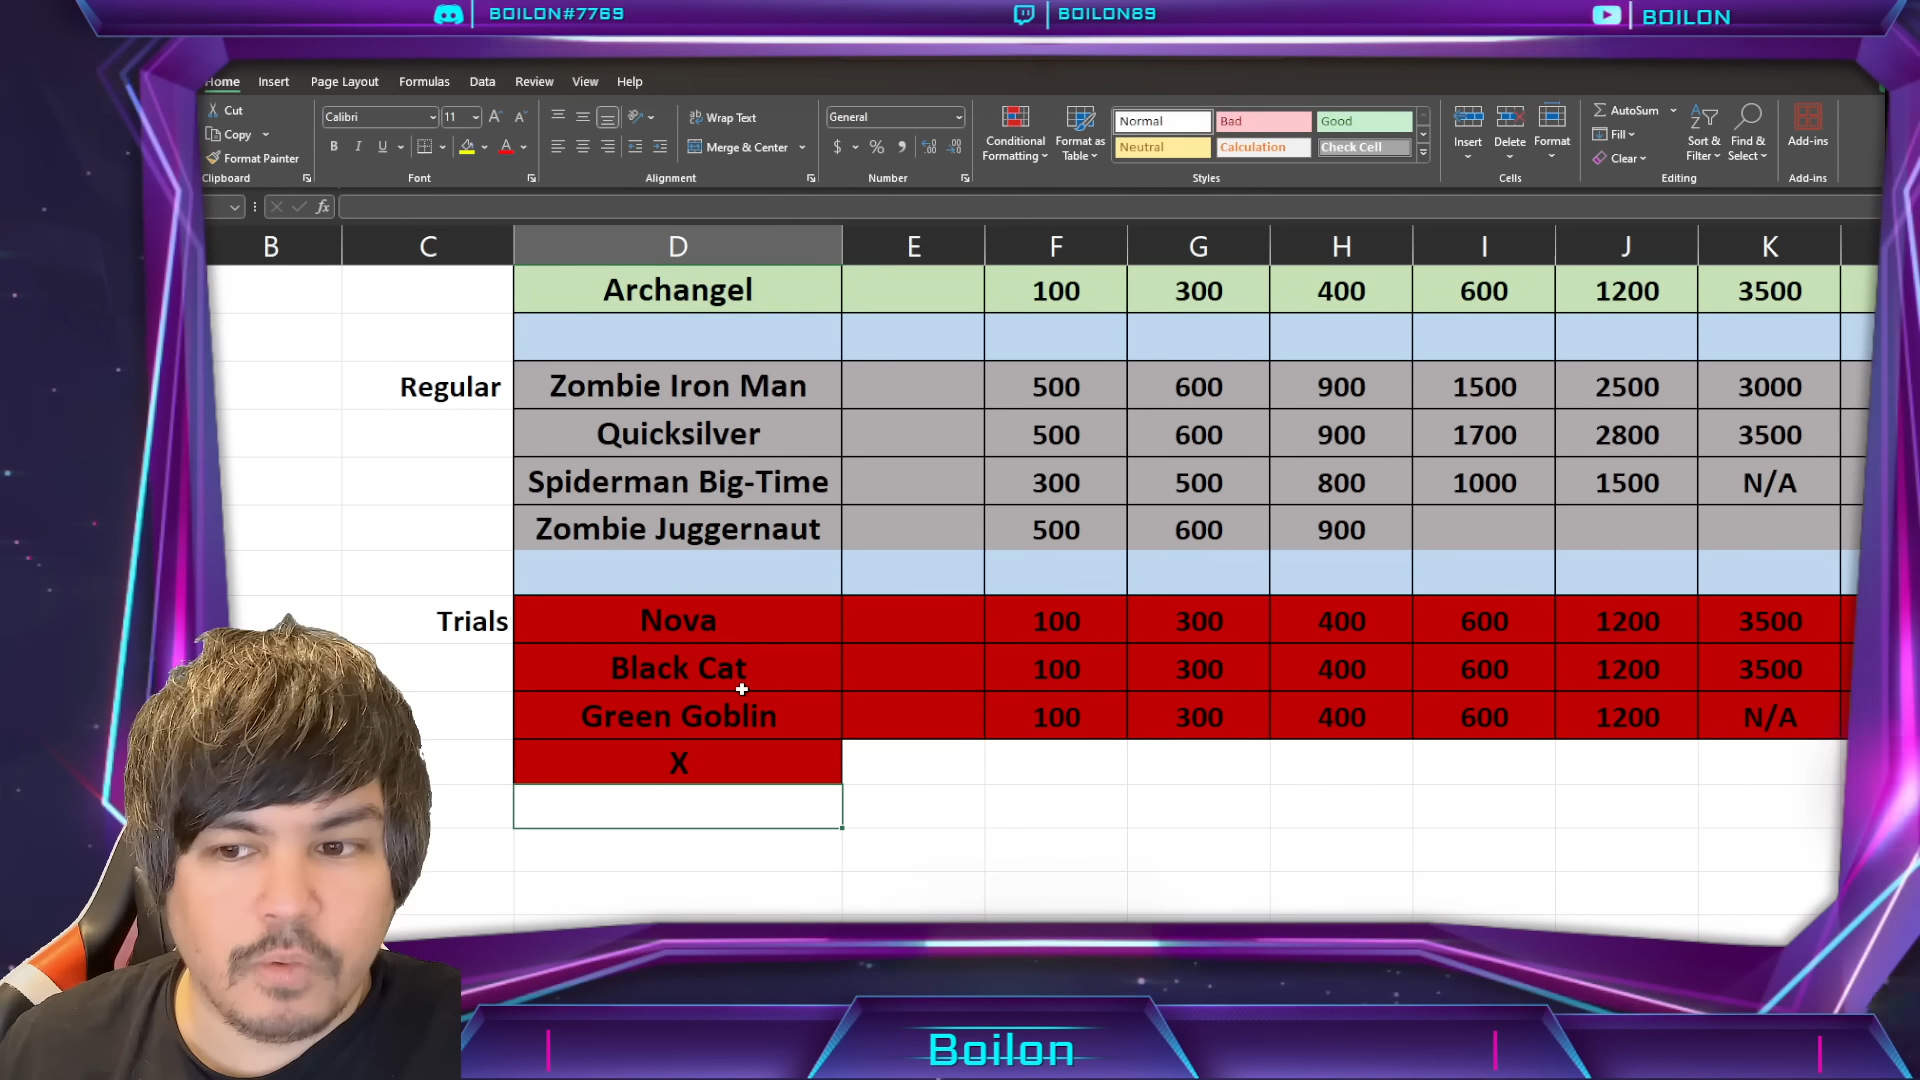 BOILON#7769
BOILON89
BOILON
Home Insert Page Layout Formulas Data Review View Help
Cut
Copy
Format Painter
Clipboard
Calibri 11
B I U
Font
Wrap Text
Merge & Center
Alignment
General
$ % ,
Number
Conditional Formatting
Format as Table
Normal Bad Good
Neutral Calculation Check Cell
Styles
Insert Delete Format
Cells
AutoSum
Fill
Clear
Sort & Filter
Find & Select
Editing
Add-ins
Add-ins
fx
B C D E F G H I J K
Archangel 100 300 400 600 1200 3500
Regular Zombie Iron Man 500 600 900 1500 2500 3000
Quicksilver 500 600 900 1700 2800 3500
Spiderman Big-Time 300 500 800 1000 1500 N/A
Zombie Juggernaut 500 600 900
Trials Nova 100 300 400 600 1200 3500
Black Cat 100 300 400 600 1200 3500
Green Goblin 100 300 400 600 1200 N/A
X
Boilon